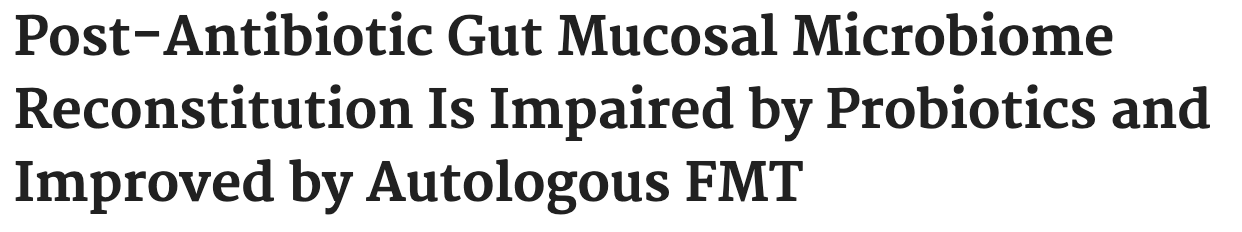 Post-Antibiotic Gut Mucosal Microbiome
Reconstitution Is Impaired by Probiotics and
Improved by Autologous FMT